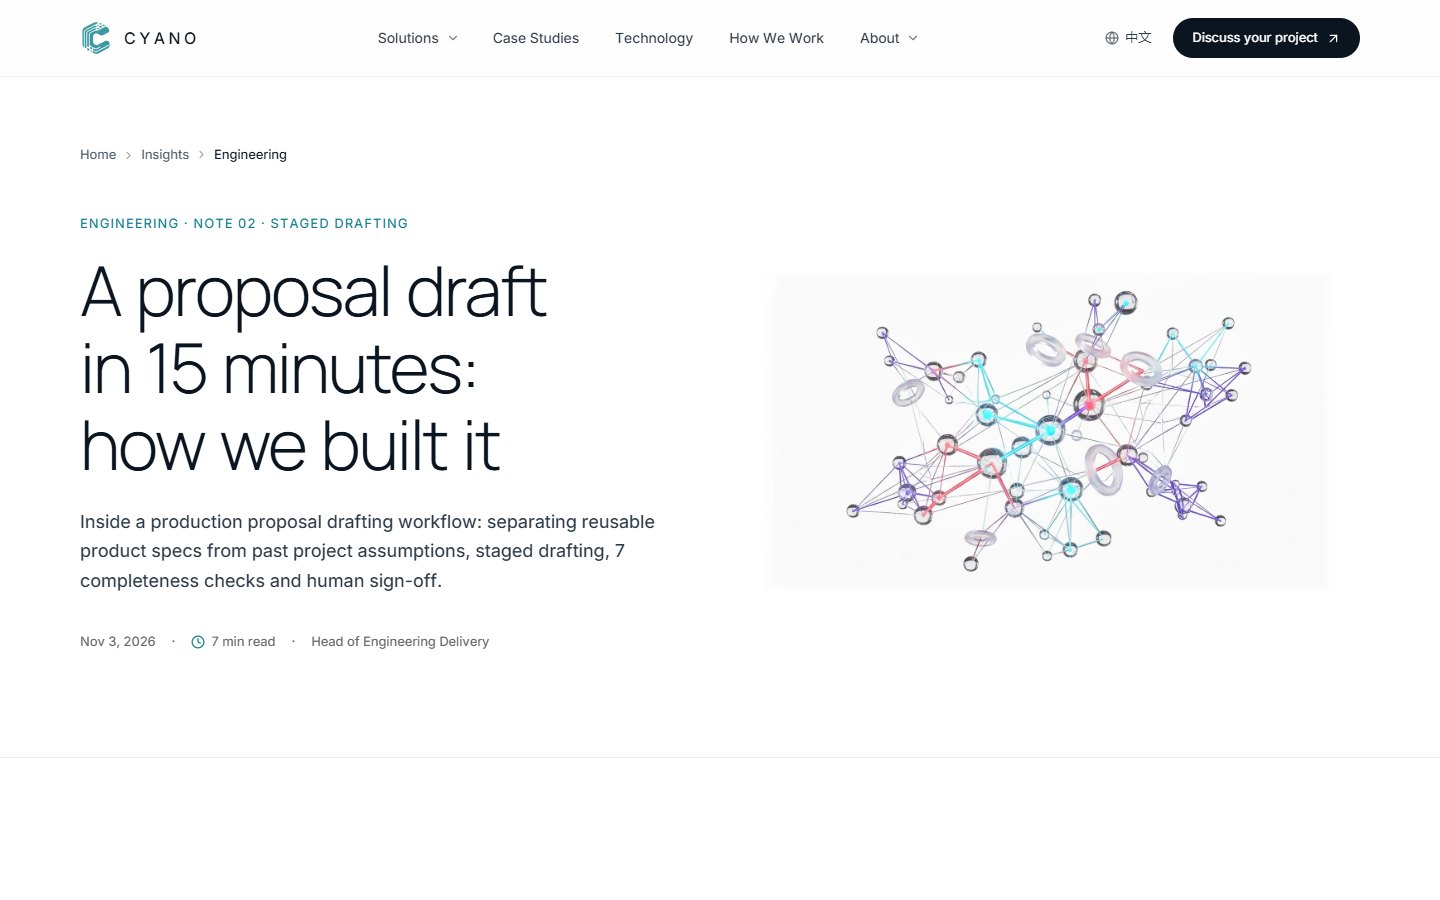 CYANO
Solutions
Case Studies
Technology
How We Work
About
中文
Discuss your project
Home > Insights > Engineering
ENGINEERING · NOTE 02 · STAGED DRAFTING
A proposal draft
in 15 minutes:
how we built it
Inside a production proposal drafting workflow: separating reusable
product specs from past project assumptions, staged drafting, 7
completeness checks and human sign-off.
Nov 3, 2026 · 7 min read · Head of Engineering Delivery